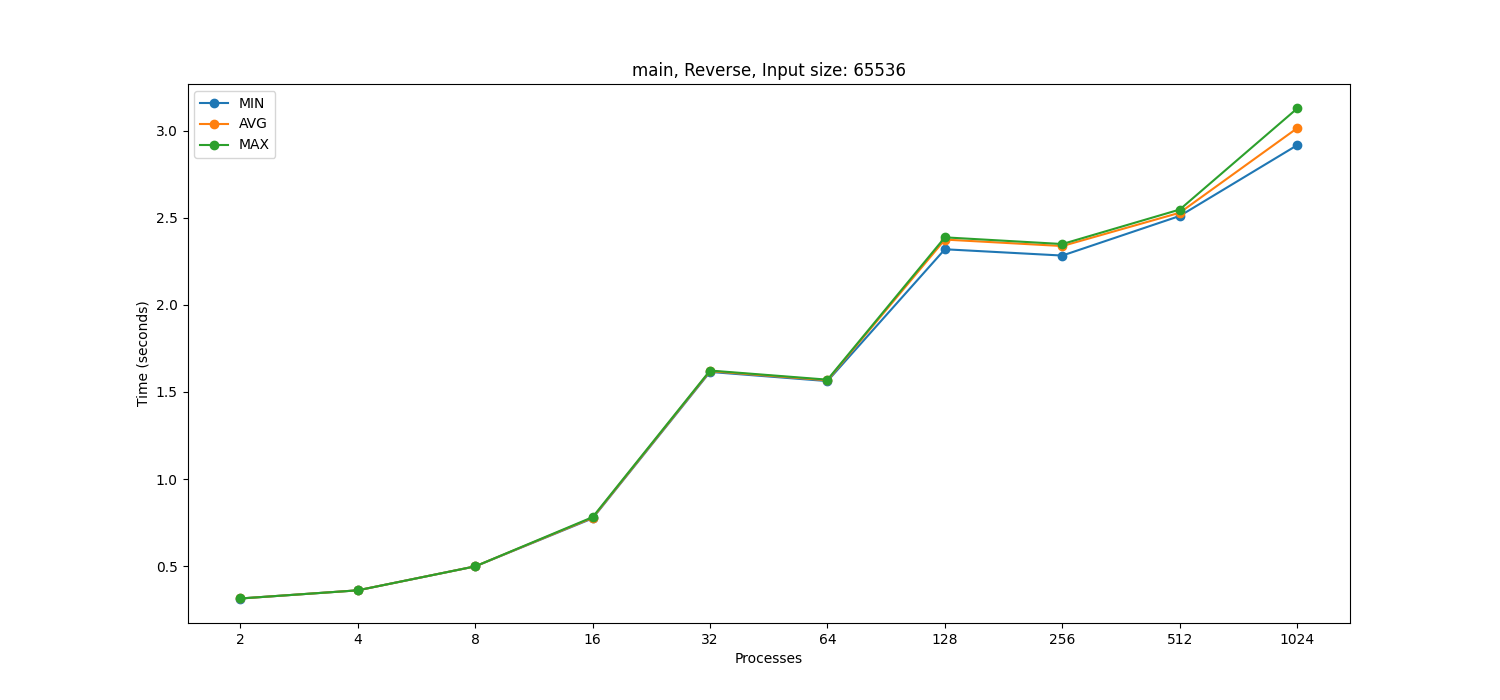 main, Reverse, Input size: 65536
MIN
AVG
MAX
3.0
2.5
2.0
1.5
1.0
0.5
Time (seconds)
2 4 8 16 32 64 128 256 512 1024
Processes